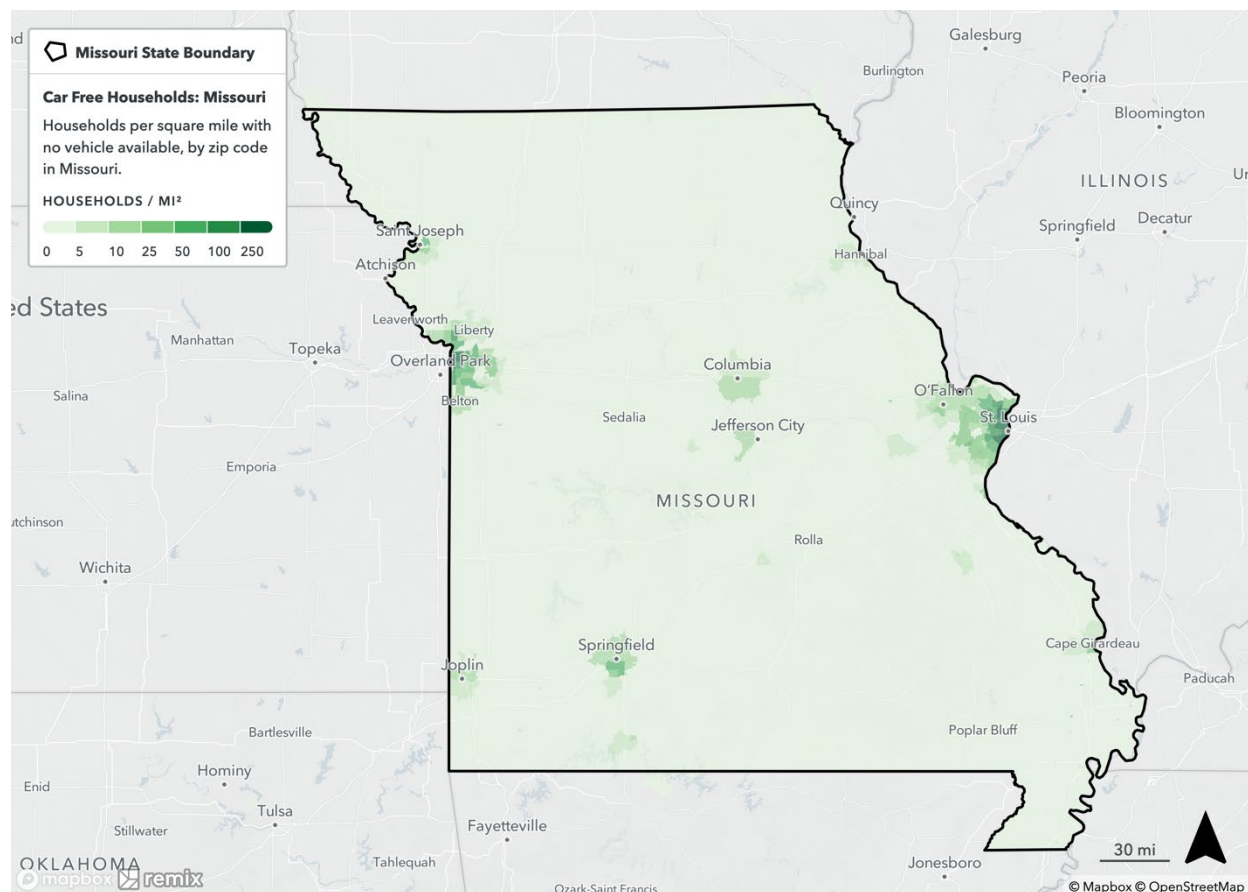 Missouri State Boundary
Car Free Households: Missouri
Households per square mile with
no vehicle available, by zip code
in Missouri.
HOUSEHOLDS / MI²
0 5 10 25 50 100 250
nd
Galesburg
Burlington
Peoria
Bloomington
ILLINOIS
Ur
Quincy
Springfield
Decatur
Saint Joseph
Hannibal
Atchison
ed States
Leavenworth
Liberty
Manhattan
Topeka
Overland Park
Columbia
O'Fallon
Salina
Belton
Sedalia
St. Louis
Jefferson City
Emporia
MISSOURI
utchinson
Rolla
Wichita
Springfield
Cape Girardeau
Joplin
Paducah
Bartlesville
Poplar Bluff
Hominy
Enid
Tulsa
Stillwater
Fayetteville
30 mi
OKLAHOMA
Tahlequah
Jonesboro
mapbox remix
Ozark-Saint Francis
© Mapbox © OpenStreetMap